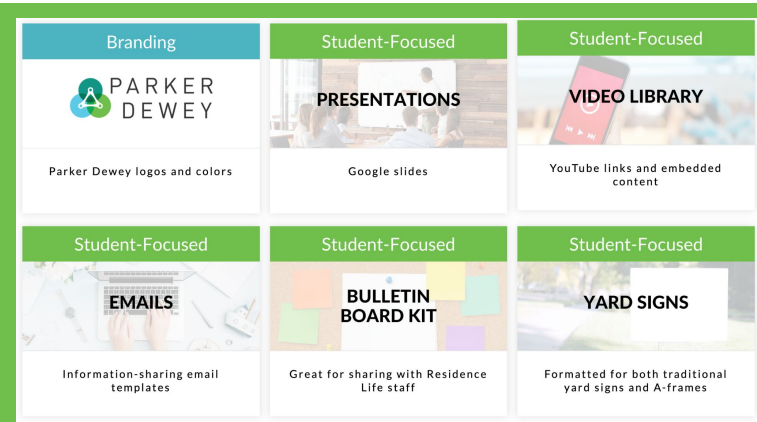 Branding
PARKER
DEWEY
Parker Dewey logos and colors
Student-Focused
PRESENTATIONS
Google slides
Student-Focused
VIDEO LIBRARY
YouTube links and embedded
content
Student-Focused
EMAILS
Information-sharing email
templates
Student-Focused
BULLETIN
BOARD KIT
Great for sharing with Residence
Life staff
Student-Focused
YARD SIGNS
Formatted for both traditional
yard signs and A-frames